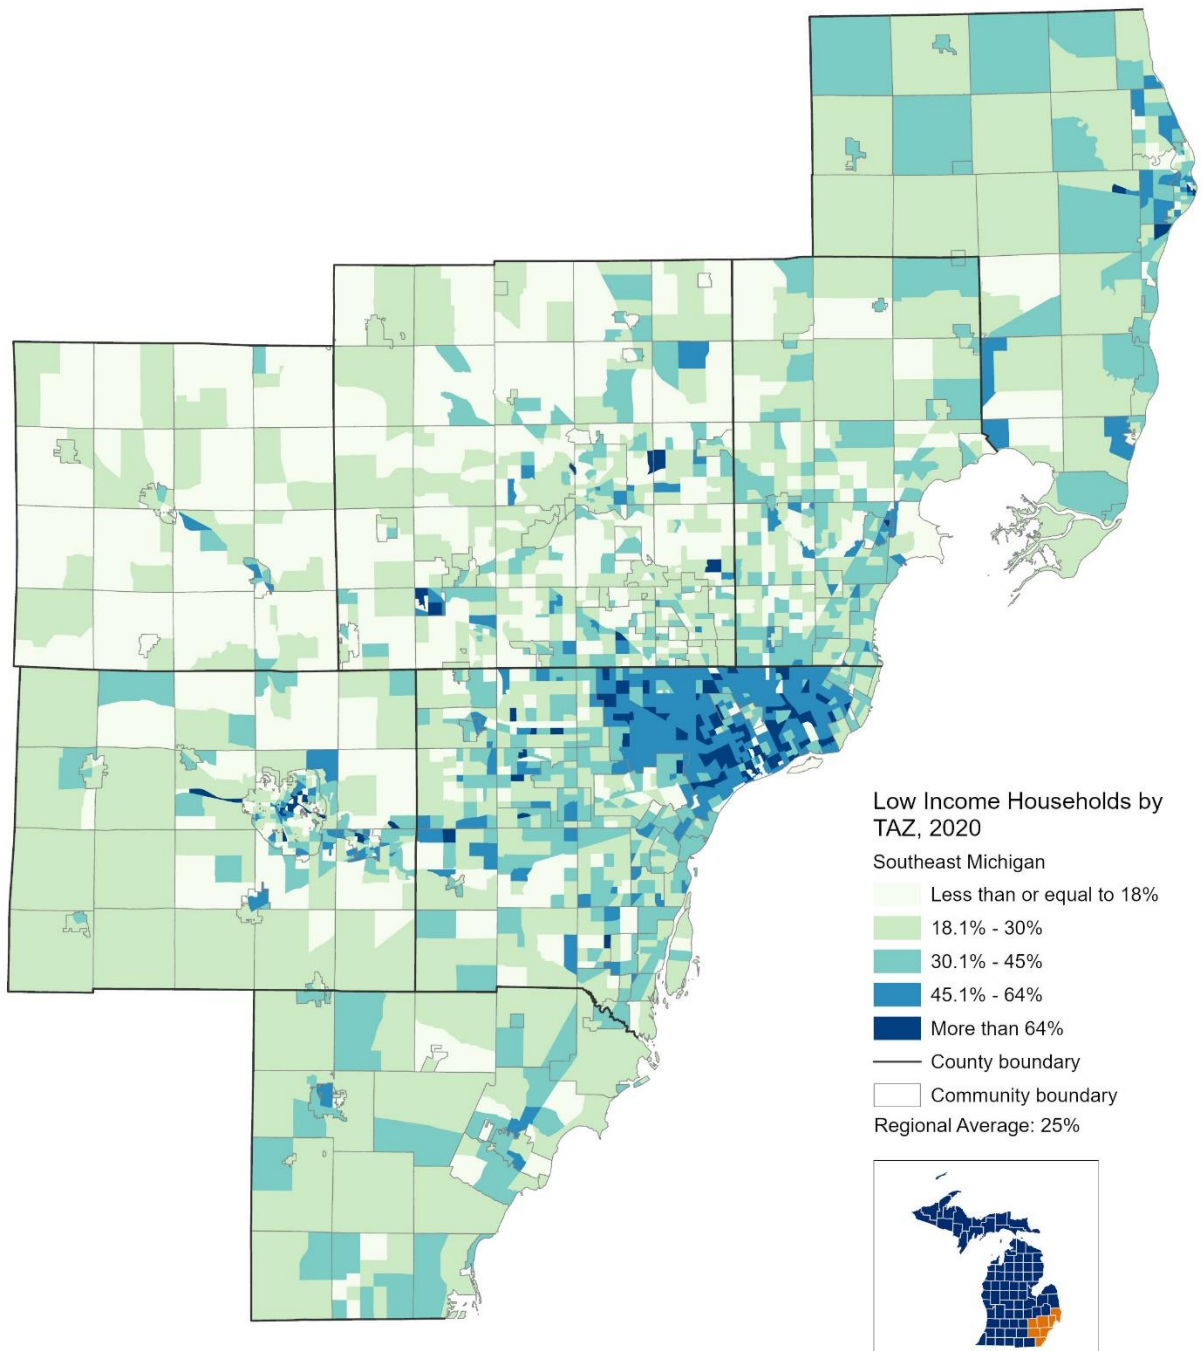 Low Income Households by
TAZ, 2020
Southeast Michigan
Less than or equal to 18%
18.1% - 30%
30.1% - 45%
45.1% - 64%
More than 64%
County boundary
Community boundary
Regional Average: 25%